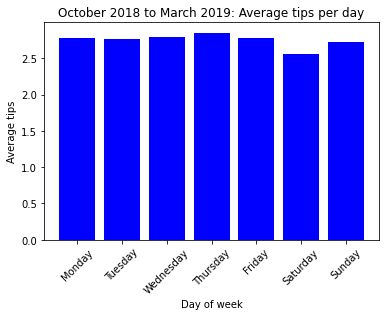 October 2018 to March 2019: Average tips per day
Average tips
2.5
2.0
1.5
1.0
0.5
0.0
Monday
Tuesday
Wednesday
Thursday
Friday
Saturday
Sunday
Day of week